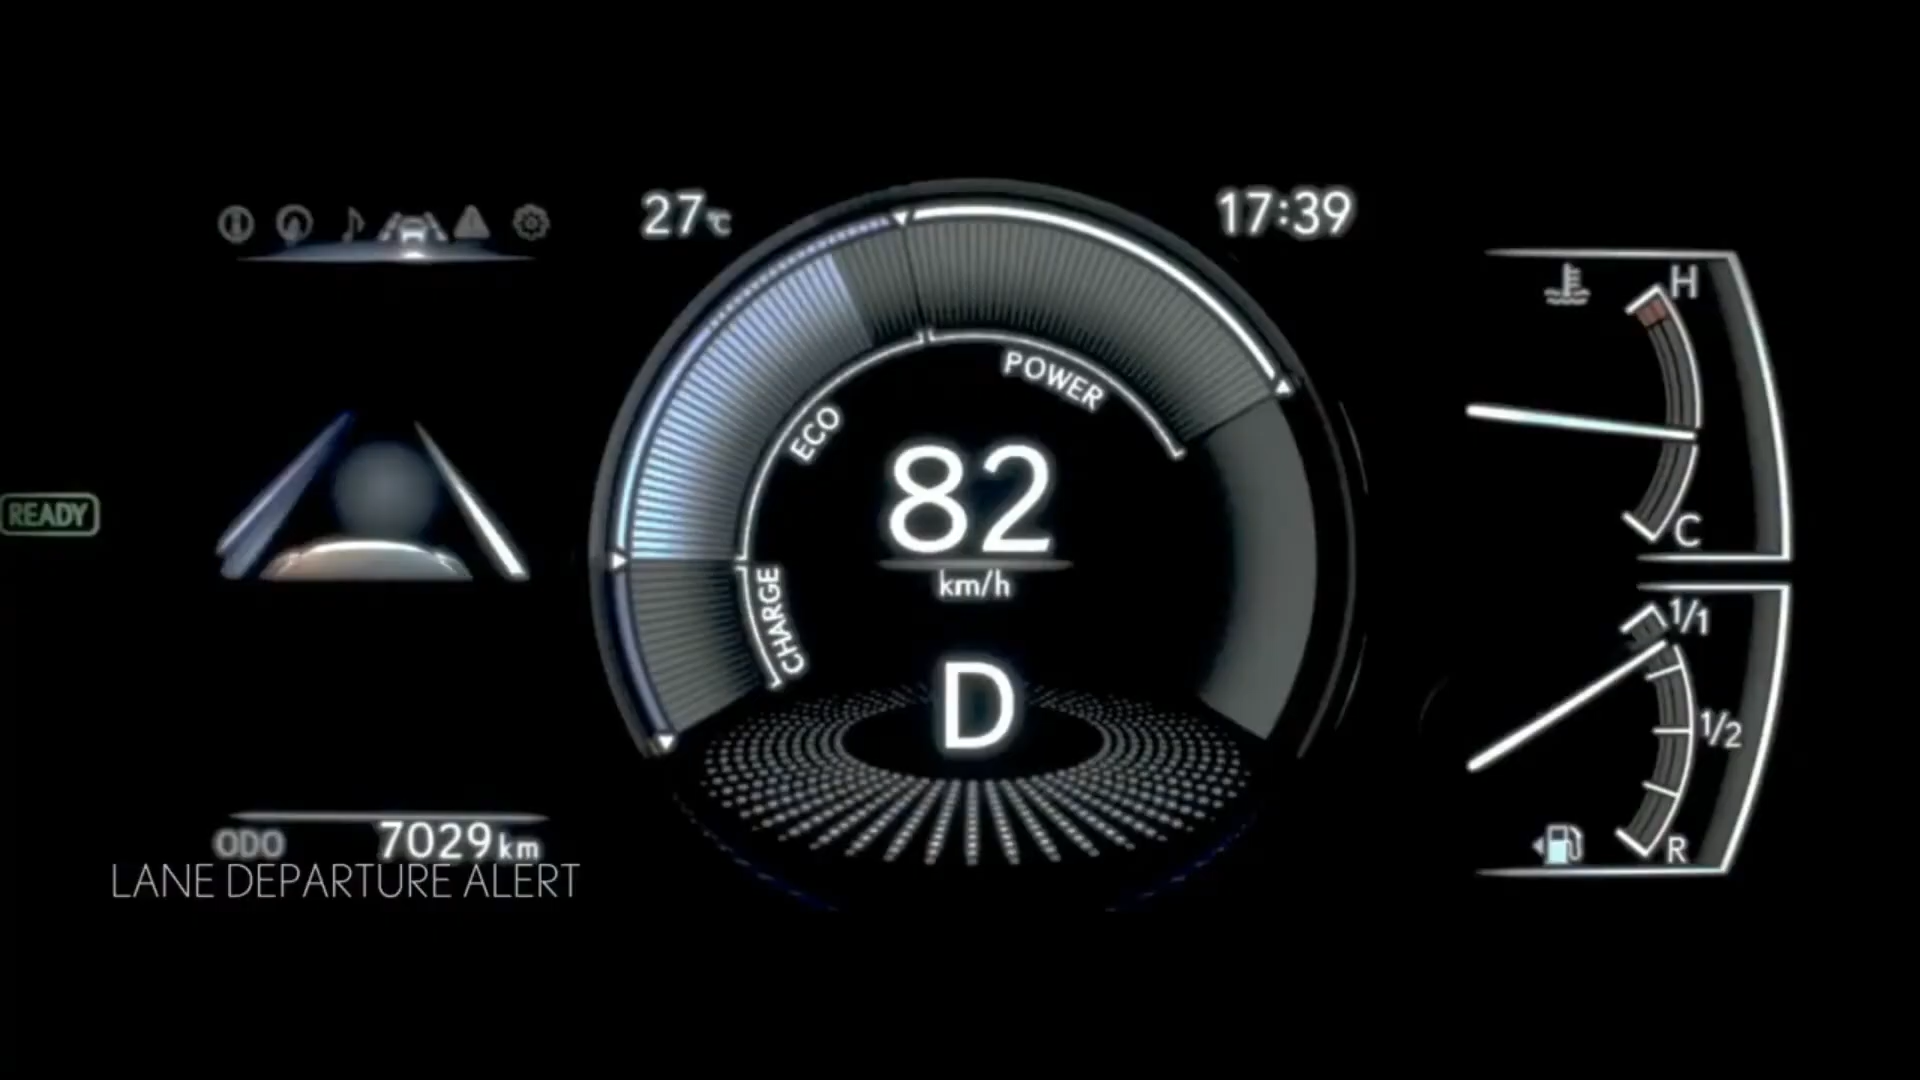 27℃
17:39
H
POWER
ECO
82
READY
C
km/h
CHARGE
1/1
D
1/2
ODO 7029km
R
LANE DEPARTURE ALERT